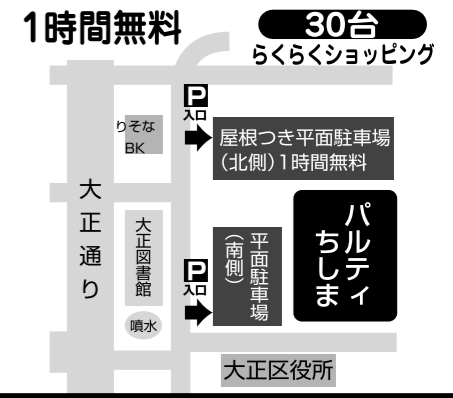 1時間無料
30台
らくらくショッピング
P
入口
りそな
BK
屋根つき平面駐車場
(北側)1時間無料
大正通り
大正図書館
噴水
P
入口
平面駐車場
(南側)
パルティ
ちしま
大正区役所